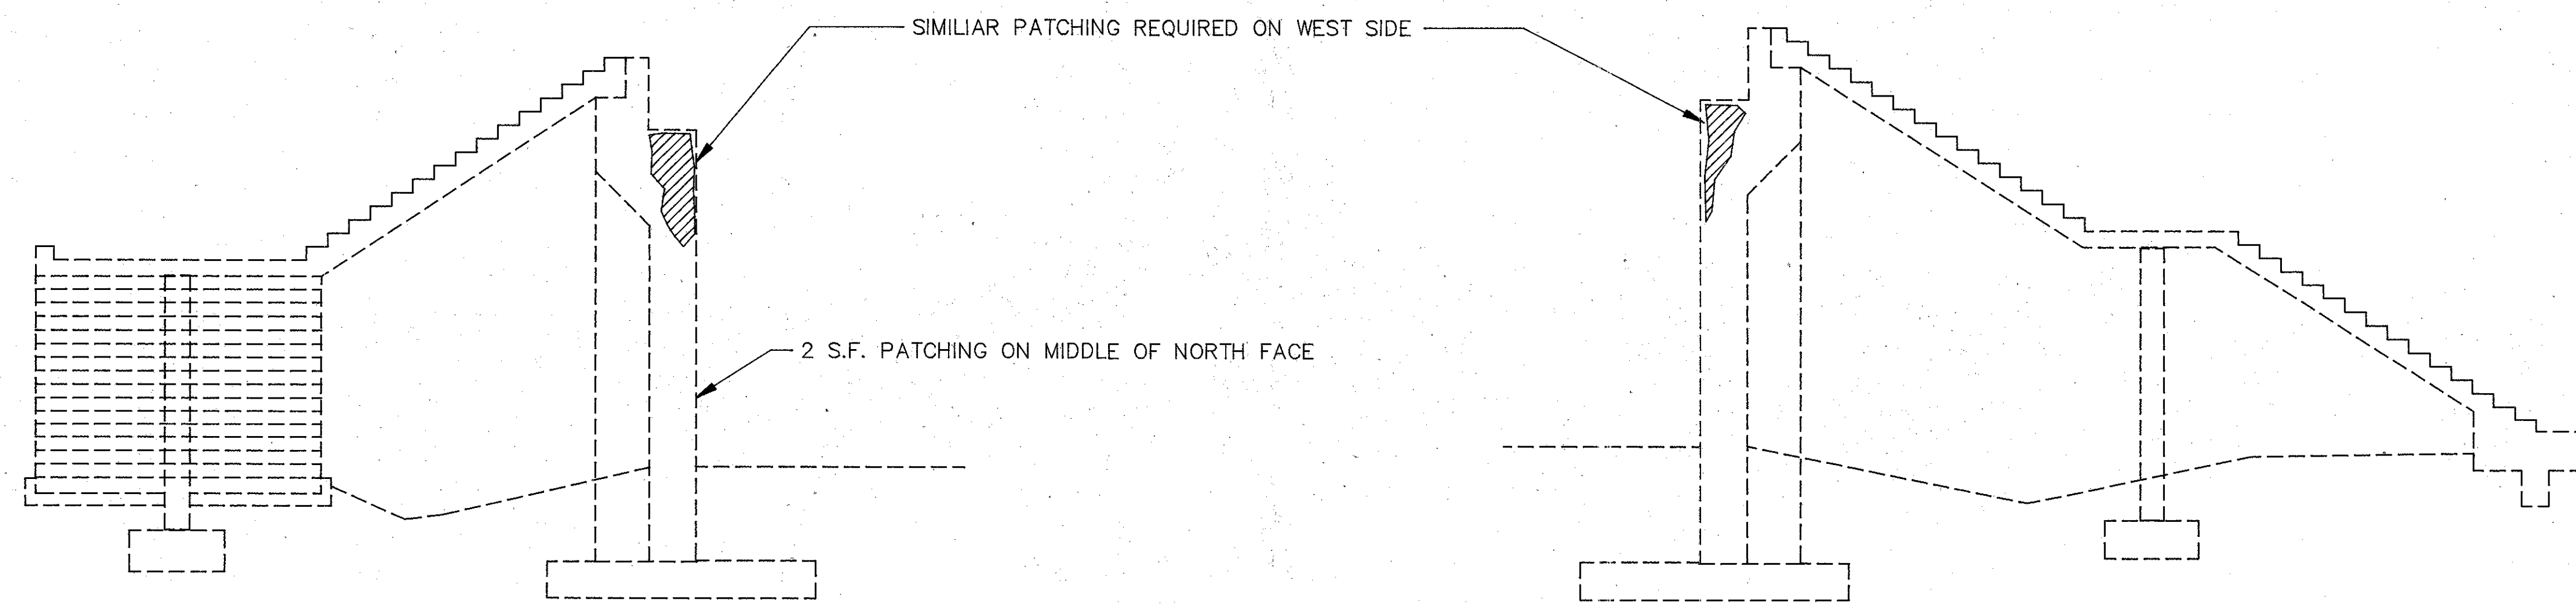 SIMILIAR PATCHING REQUIRED ON WEST SIDE
2 S.F. PATCHING ON MIDDLE OF NORTH FACE